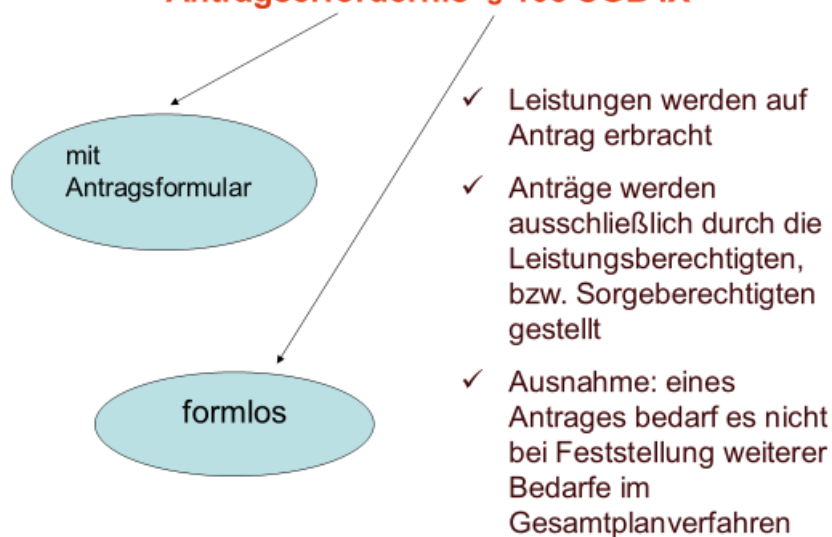 mit
Antragsformular
formlos
✓ Leistungen werden auf
Antrag erbracht
✓ Anträge werden
ausschließlich durch die
Leistungsberechtigten,
bzw. Sorgeberechtigten
gestellt
✓ Ausnahme: eines
Antrages bedarf es nicht
bei Feststellung weiterer
Bedarfe im
Gesamtplanverfahren